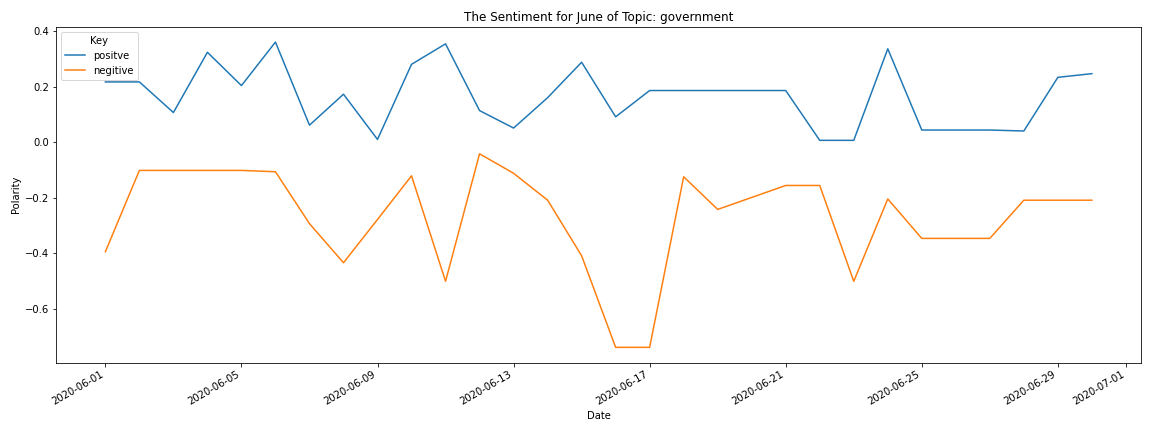 The Sentiment for June of Topic: government
Key
positve
negitive
0.4
0.2
0.0
−0.2
−0.4
−0.6
Polarity
2020-06-01
2020-06-05
2020-06-09
2020-06-13
2020-06-17
2020-06-21
2020-06-25
2020-06-29
2020-07-01
Date